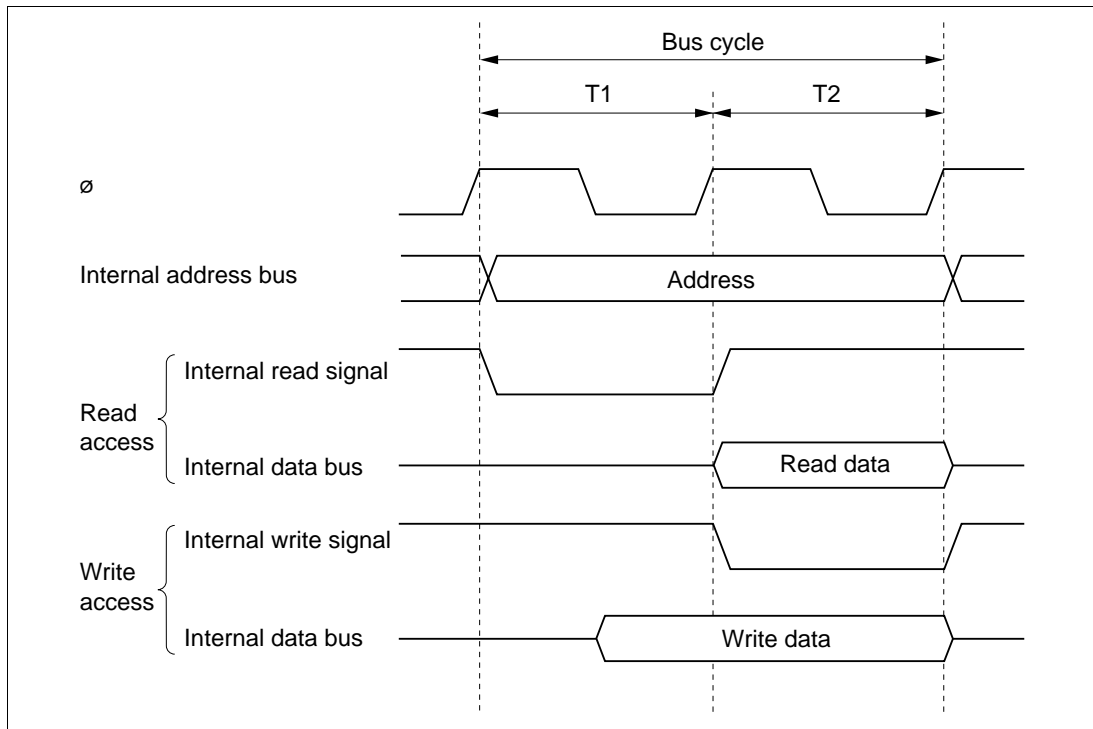 Bus cycle
T1
T2
ø
Internal address bus
Address
Internal read signal
Read
access
Internal data bus
Read data
Internal write signal
Write
access
Internal data bus
Write data